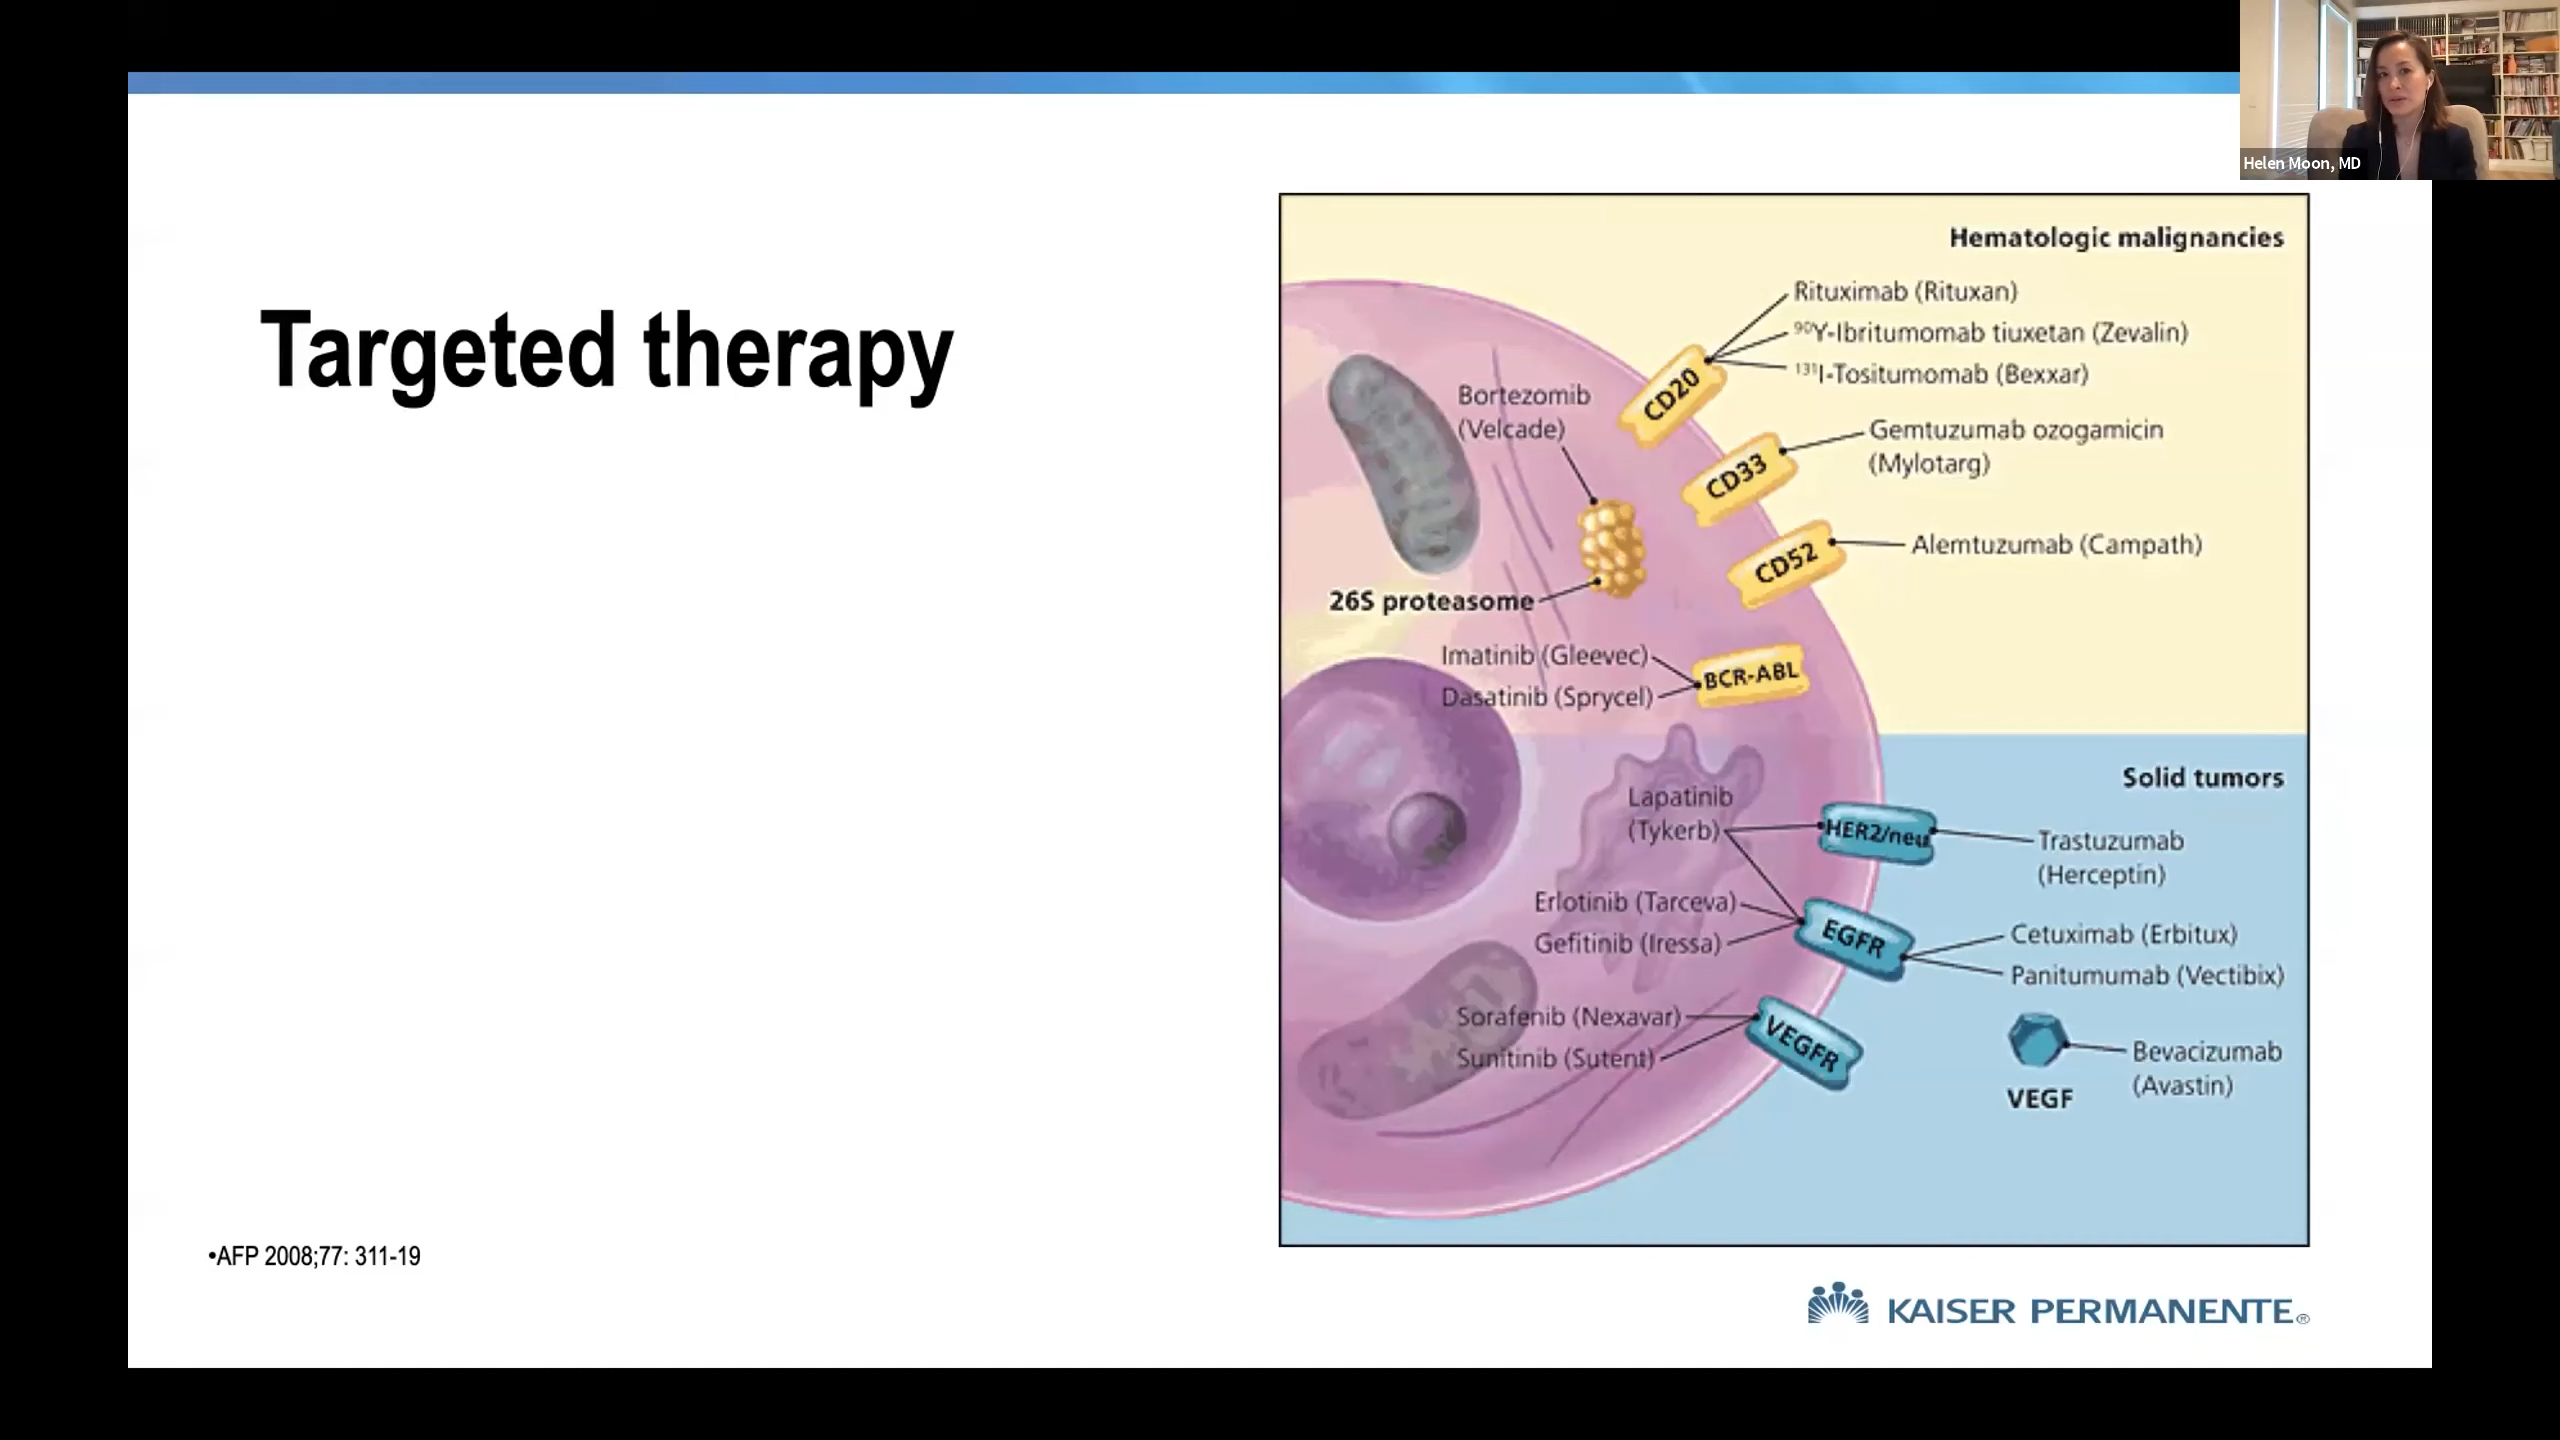 Helen Moon, MD
Targeted therapy
Hematologic malignancies
Rituximab (Rituxan)
⁹⁰Y-Ibritumomab tiuxetan (Zevalin)
¹³¹I-Tositumomab (Bexxar)
CD20
Bortezomib
(Velcade)
Gemtuzumab ozogamicin
(Mylotarg)
CD33
Alemtuzumab (Campath)
CD52
26S proteasome
Imatinib (Gleevec)
Dasatinib (Sprycel)
BCR-ABL
Solid tumors
Lapatinib
(Tykerb)
HER2/neu
Trastuzumab
(Herceptin)
Erlotinib (Tarceva)
Gefitinib (Iressa)
EGFR
Cetuximab (Erbitux)
Panitumumab (Vectibix)
Sorafenib (Nexavar)
Sunitinib (Sutent)
VEGFR
Bevacizumab
(Avastin)
VEGF
•AFP 2008;77: 311-19
KAISER PERMANENTE®